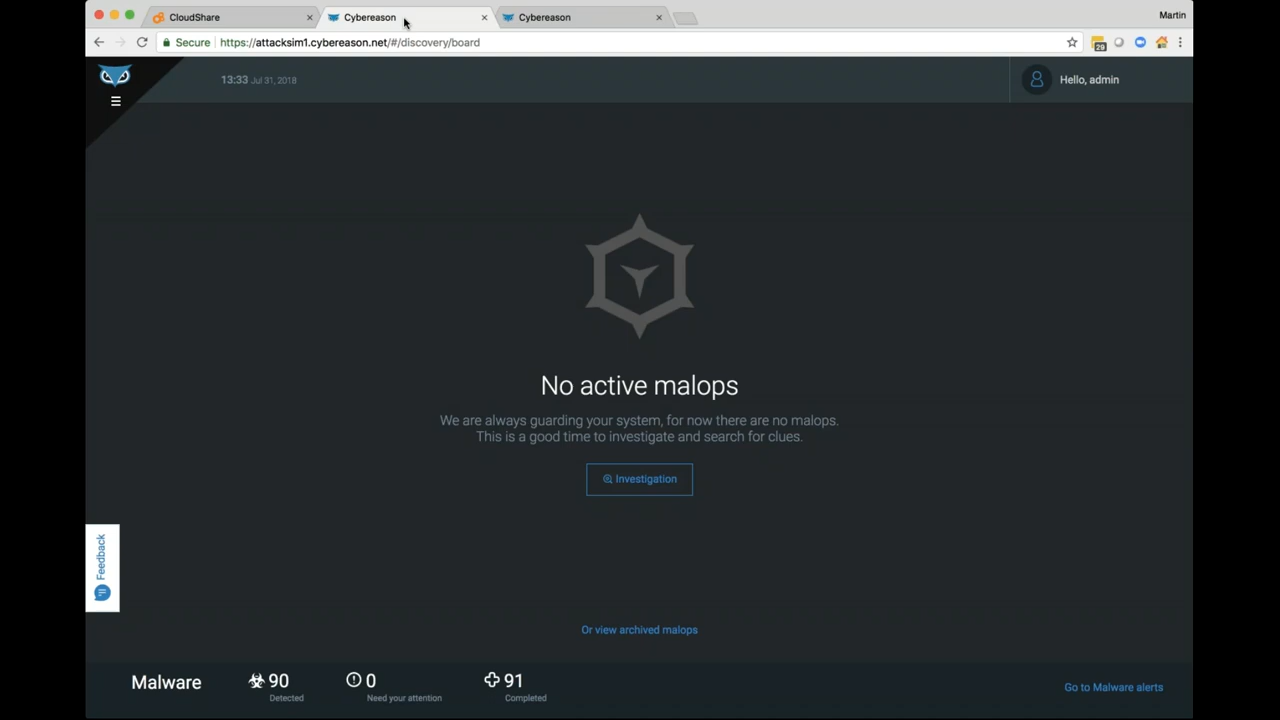 CloudShare
Cybereason
Cybereason
Martin
Secure
https://attacksim1.cybereason.net/#/discovery/board
29
13:33 Jul 31, 2018
Hello, admin
No active malops
We are always guarding your system, for now there are no malops.
This is a good time to investigate and search for clues.
Investigation
Feedback
Or view archived malops
Malware
90
Detected
0
Need your attention
91
Completed
Go to Malware alerts